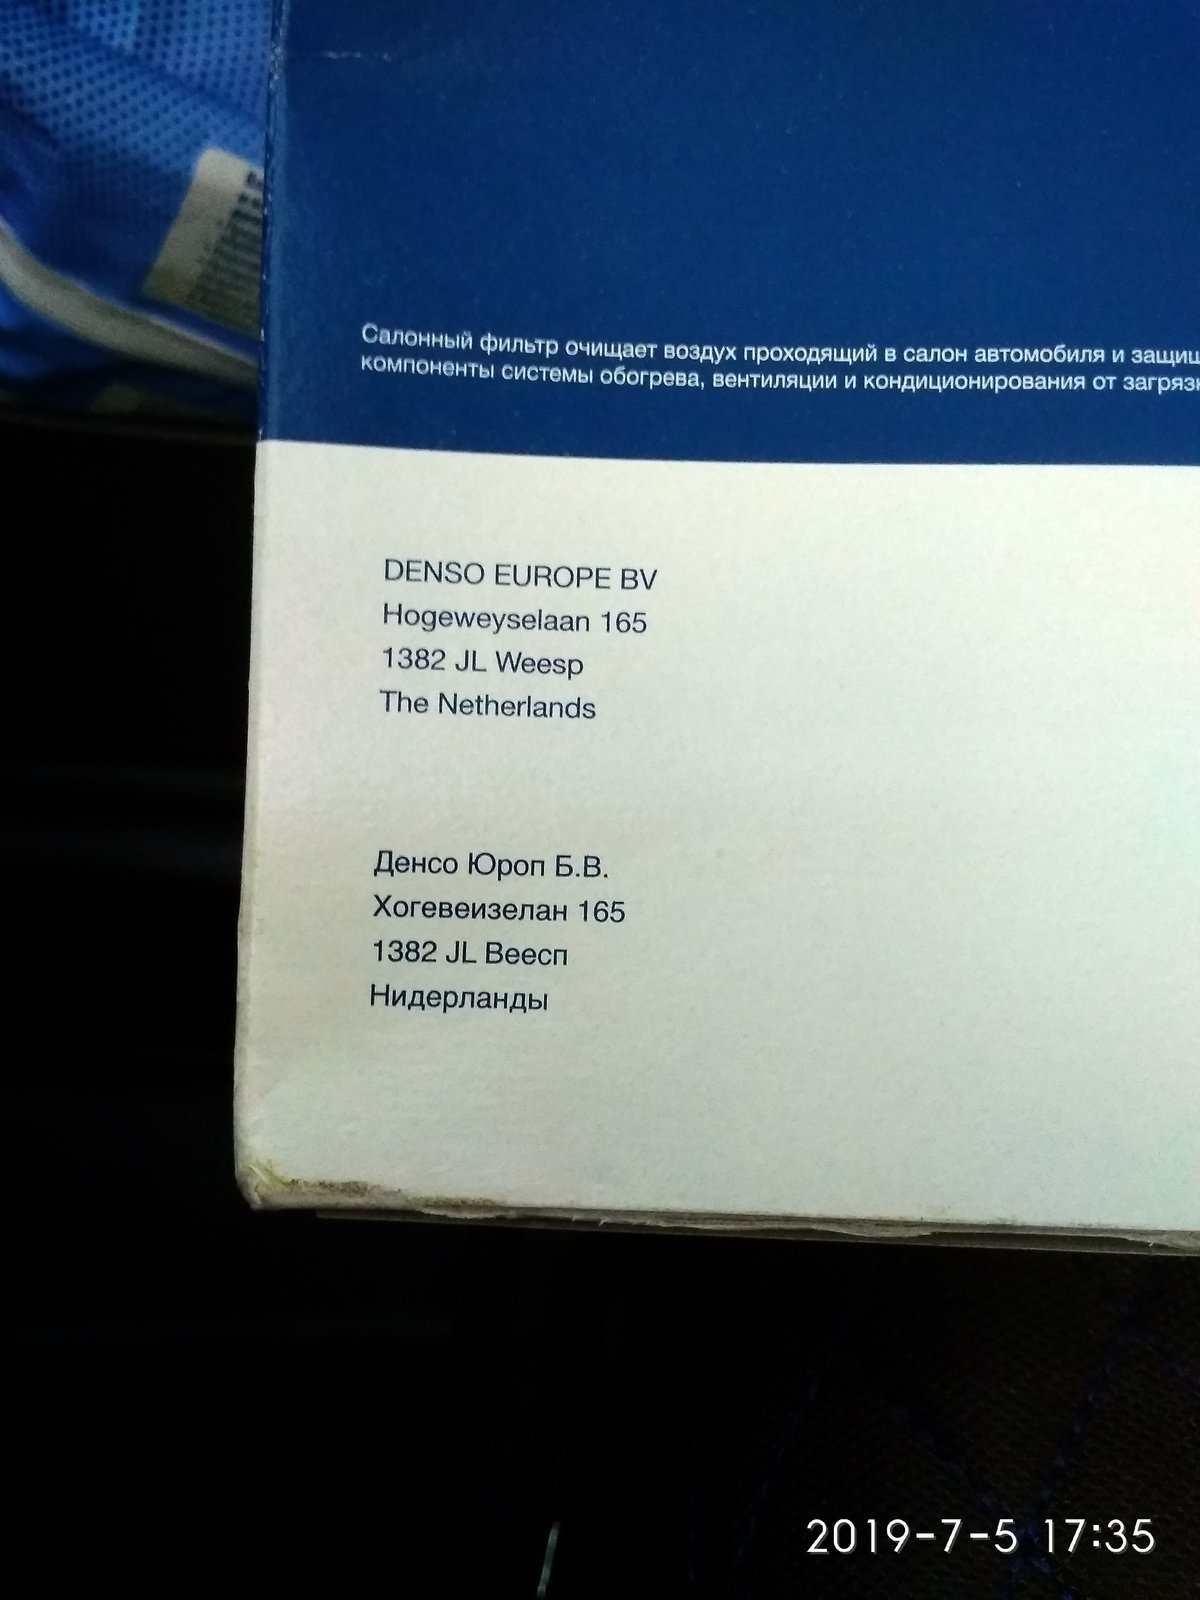 Салонный фильтр очищает воздух проходящий в салон автомобиля и
компоненты системы обогрева, вентиляции и кондиционирования от
DENSO EUROPE BV
Hogeweyselaan 165
1382 JL Weesp
The Netherlands
Денсо Юроп Б.В.
Хогевеизелан 165
1382 JL Веесп
Нидерланды
2019-7-5 17:35